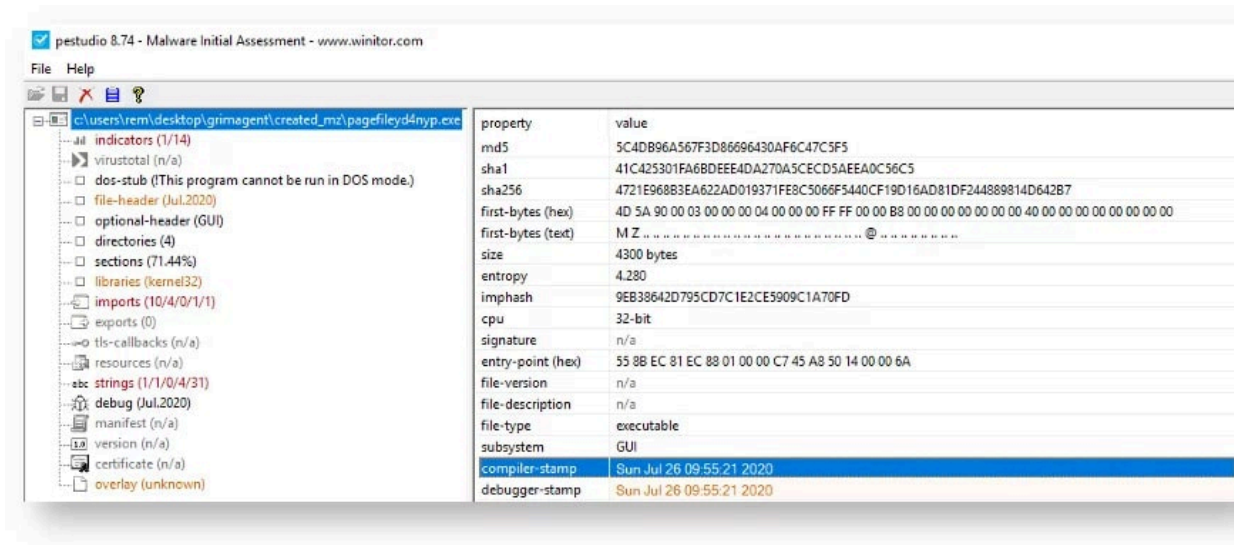 pestudio 8.74 - Malware Initial Assessment - www.winitor.com
File Help
c:\users\rem\desktop\grimagent\created_mz\pagefileyd4nyp.exe
indicators (1/14)
virustotal (n/a)
dos-stub (!This program cannot be run in DOS mode.)
file-header (Jul.2020)
optional-header (GUI)
directories (4)
sections (71.44%)
libraries (kernel32)
imports (10/4/0/1/1)
exports (0)
tls-callbacks (n/a)
resources (n/a)
abc strings (1/1/0/4/31)
debug (Jul.2020)
manifest (n/a)
1.0 version (n/a)
certificate (n/a)
overlay (unknown)
property value
md5 5C4DB96A567F3D86696430AF6C47C5F5
sha1 41C425301FA6BDEEE4DA270A5CECD5AEEA0C56C5
sha256 4721E968B3EA622AD019371FE8C5066F5440CF19D16AD81DF244889814D642B7
first-bytes (hex) 4D 5A 90 00 03 00 00 00 04 00 00 00 FF FF 00 00 B8 00 00 00 00 00 00 00 40 00 00 00 00 00 00 00
first-bytes (text) M Z .. .. .. .. .. .. .. .. .. .. .. .. .. .. .. .. .. .. .. .. .. .. @ .. .. .. .. .. .. ..
size 4300 bytes
entropy 4.280
imphash 9EB38642D795CD7C1E2CE5909C1A70FD
cpu 32-bit
signature n/a
entry-point (hex) 55 8B EC 81 EC 88 01 00 00 C7 45 A8 50 14 00 00 6A
file-version n/a
file-description n/a
file-type executable
subsystem GUI
compiler-stamp Sun Jul 26 09:55:21 2020
debugger-stamp Sun Jul 26 09:55:21 2020